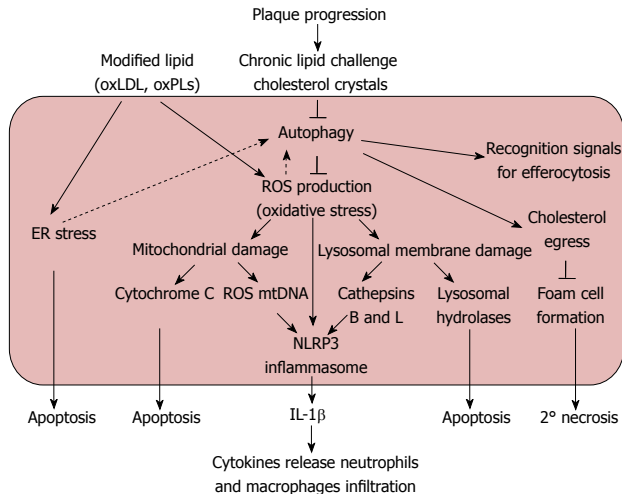 Plaque progression
Modified lipid
(oxLDL, oxPLs)
Chronic lipid challenge
cholesterol crystals
Autophagy
Recognition signals
for efferocytosis
ROS production
(oxidative stress)
Cholesterol
egress
ER stress
Mitochondrial damage
Lysosomal membrane damage
Cytochrome C
ROS mtDNA
Cathepsins
B and L
Lysosomal
hydrolases
Foam cell
formation
NLRP3
inflammasome
Apoptosis
Apoptosis
IL-1β
Apoptosis
2° necrosis
Cytokines release neutrophils
and macrophages infiltration